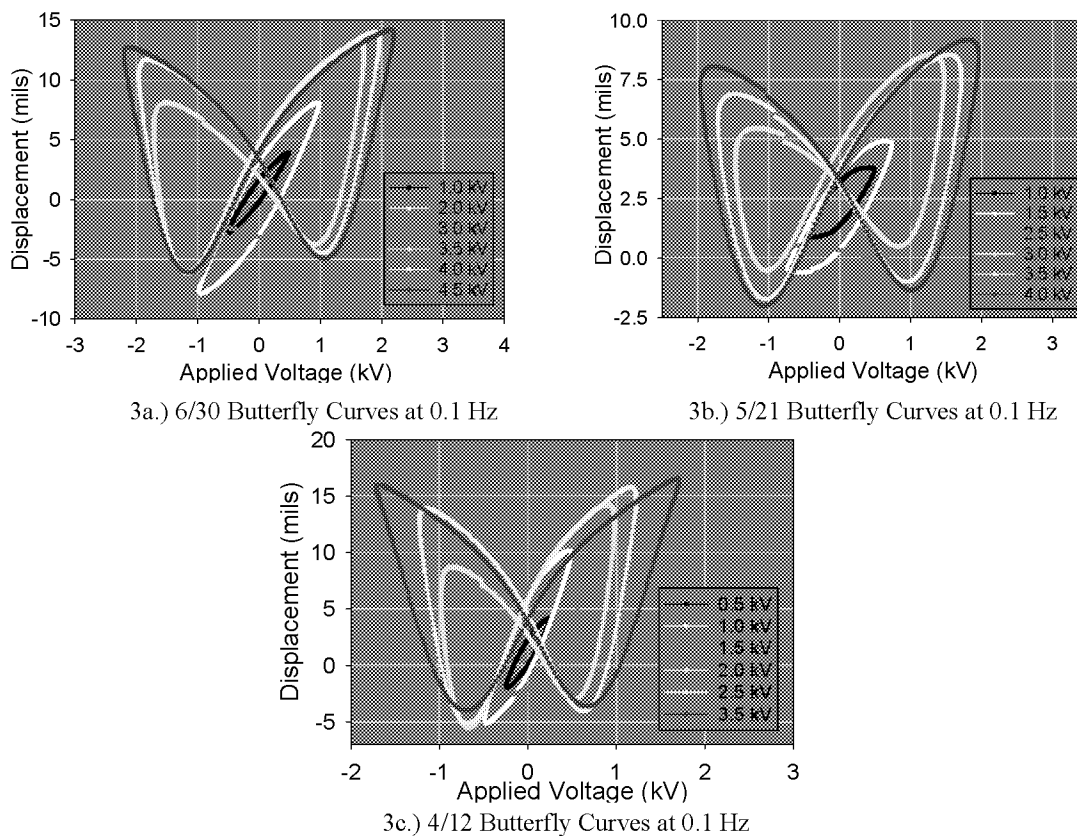 15
10
5
0
-5
-10
Displacement (mils)
1.0 kV
2.0 kV
3.0 kV
3.5 kV
4.0 kV
4.5 kV
-3 -2 -1 0 1 2 3 4
Applied Voltage (kV)
3a.) 6/30 Butterfly Curves at 0.1 Hz
10.0
7.5
5.0
2.5
0.0
-2.5
Displacement (mils)
1.0 kV
1.5 kV
2.5 kV
3.0 kV
3.5 kV
4.0 kV
-2 -1 0 1 2
Applied Voltage (kV)
3b.) 5/21 Butterfly Curves at 0.1 Hz
20
15
10
5
0
-5
Displacement (mils)
0.5 kV
1.0 kV
1.5 kV
2.0 kV
2.5 kV
3.5 kV
-2 -1 0 1 2 3
Applied Voltage (kV)
3c.) 4/12 Butterfly Curves at 0.1 Hz